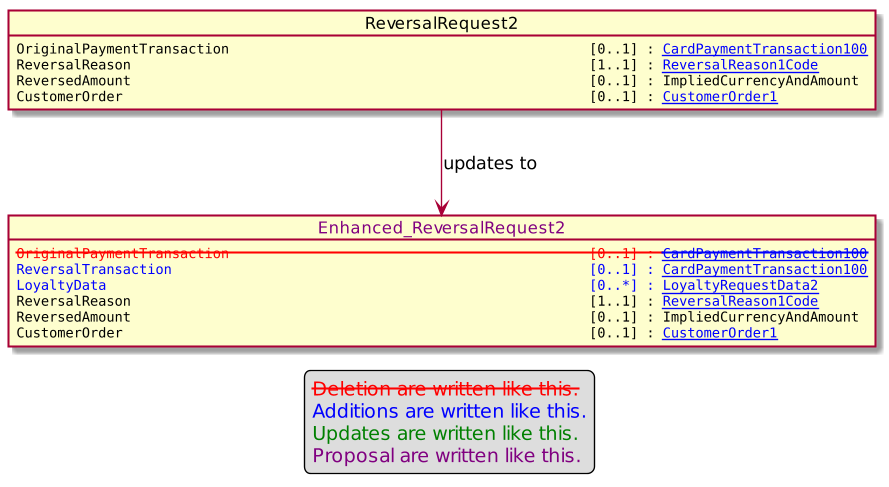 ReversalRequest2
OriginalPaymentTransaction [0..1] : CardPaymentTransaction100
ReversalReason [1..1] : ReversalReason1Code
ReversedAmount [0..1] : ImpliedCurrencyAndAmount
CustomerOrder [0..1] : CustomerOrder1
updates to
Enhanced_ReversalRequest2
OriginalPaymentTransaction [0..1] : CardPaymentTransaction100
ReversalTransaction [0..1] : CardPaymentTransaction100
LoyaltyData [0..*] : LoyaltyRequestData2
ReversalReason [1..1] : ReversalReason1Code
ReversedAmount [0..1] : ImpliedCurrencyAndAmount
CustomerOrder [0..1] : CustomerOrder1
Deletion are written like this.
Additions are written like this.
Updates are written like this.
Proposal are written like this.